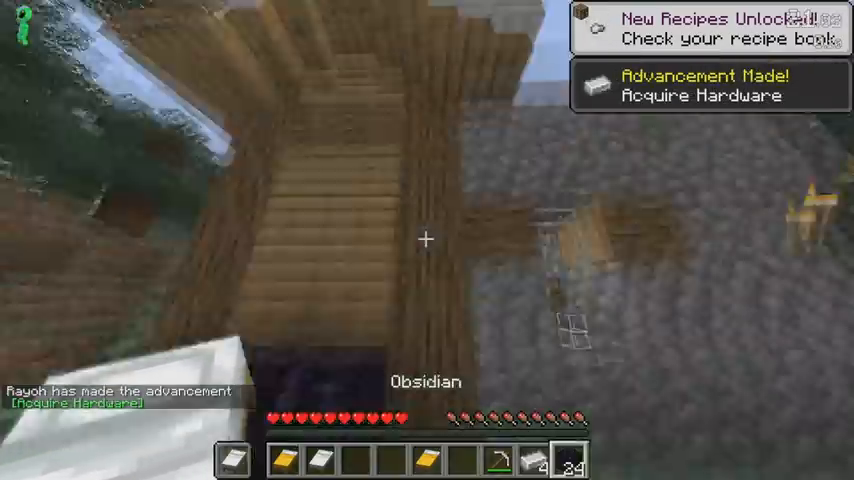 New Recipes Unlocked!
Check your recipe book
Advancement Made!
Acquire Hardware
Obsidian
Rayoh has made the advancement
[Acquire Hardware]
4
24